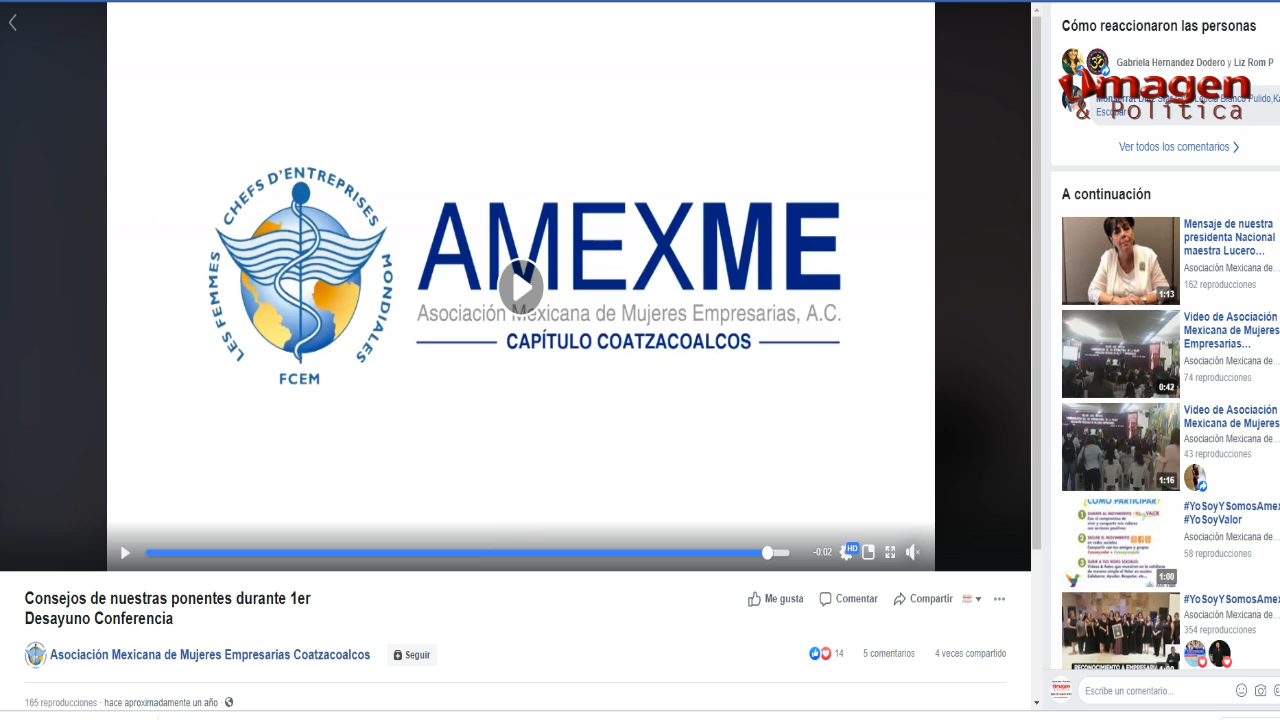 CHEFS D'ENTREPRISES
LES FEMMES
MONDIALES
FCEM
AMEXME
Asociación Mexicana de Mujeres Empresarias, A.C.
CAPÍTULO COATZACOALCOS
-0:02
HD
Consejos de nuestras ponentes durante 1er
Desayuno Conferencia
Me gusta
Comentar
Compartir
Asociación Mexicana de Mujeres Empresarias Coatzacoalcos
Seguir
14
5 comentarios
4 veces compartido
165 reproducciones · hace aproximadamente un año ·
Cómo reaccionaron las personas
Gabriela Hernandez Dodero y Liz Rom P
Imagen
& Política
Pulido,
Ver todos los comentarios
A continuación
1:13
Mensaje de nuestra
presidenta Nacional
maestra Lucero...
Asociación Mexicana de...
162 reproducciones
0:42
Video de Asociación
Mexicana de Mujeres
Empresarias...
Asociación Mexicana de...
74 reproducciones
1:16
Video de Asociación
Mexicana de Mujeres
Asociación Mexicana de...
43 reproducciones
¿CÓMO PARTICIPAR?
1:00
#YoSoyYSomosAmex
#YoSoyValor
Asociación Mexicana de...
58 reproducciones
#YoSoyYSomosAmex
Asociación Mexicana de...
354 reproducciones
Escribe un comentario...